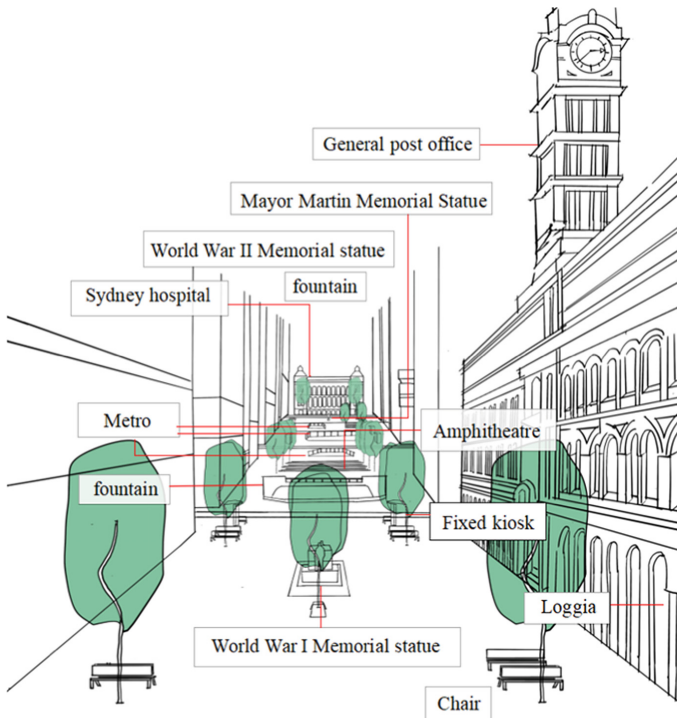 General post office
Mayor Martin Memorial Statue
World War II Memorial statue
fountain
Sydney hospital
Metro
Amphitheatre
fountain
Fixed kiosk
Loggia
World War I Memorial statue
Chair